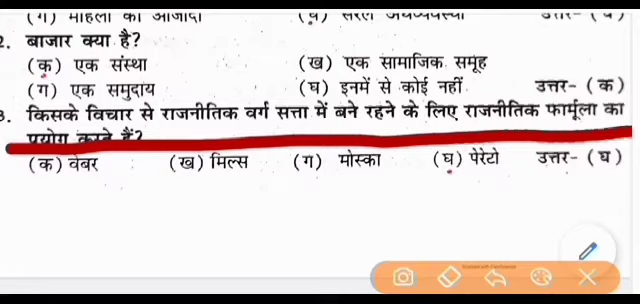 2. बाजार क्या है?
(क) एक संस्था (ख) एक सामाजिक समूह
(ग) एक समुदाय (घ) इनमें से कोई नहीं उत्तर- (क)
3. किसके विचार से राजनीतिक वर्ग सत्ता में बने रहने के लिए राजनीतिक फार्मूला का
प्रयोग करते हैं?
(क) वेबर (ख) मिल्स (ग) मोस्का (घ) पेरेटो उत्तर- (घ)